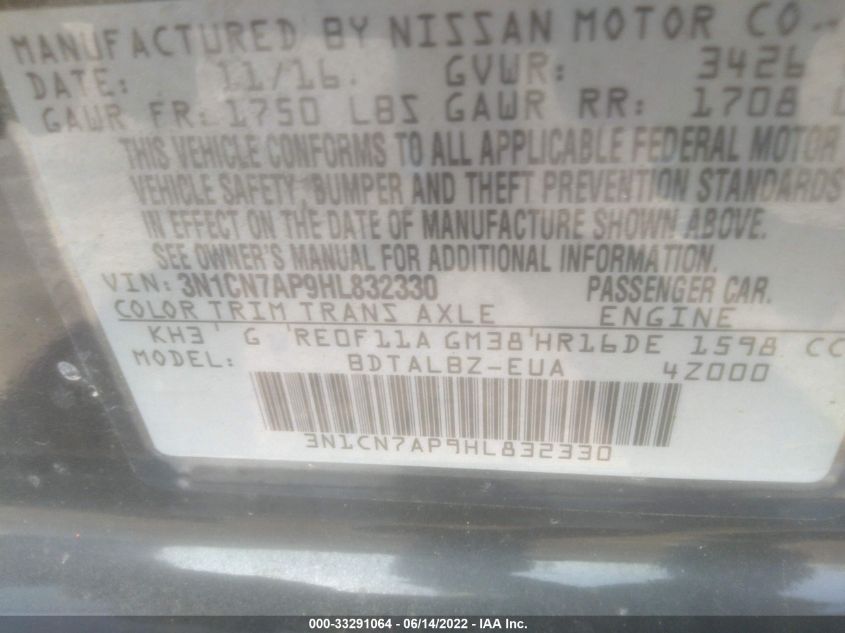 MANUFACTURED BY NISSAN MOTOR CO
DATE: 11/16. GVWR: 3426
GAWR FR: 1750 LBS GAWR RR: 1708
THIS VEHICLE CONFORMS TO ALL APPLICABLE FEDERAL MOTOR
VEHICLE SAFETY, BUMPER AND THEFT PREVENTION STANDARDS
IN EFFECT ON THE DATE OF MANUFACTURE SHOWN ABOVE.
SEE OWNER'S MANUAL FOR ADDITIONAL INFORMATION
VIN: 3N1CN7AP9HL832330 PASSENGER CAR.
COLOR TRIM TRANS AXLE ENGINE
KH3 G RE0F11A GM38 HR16DE 1598 CC
MODEL: BDTALBZ-EUA 4Z000
3N1CN7AP9HL832330
000-33291064 - 06/14/2022 - IAA Inc.